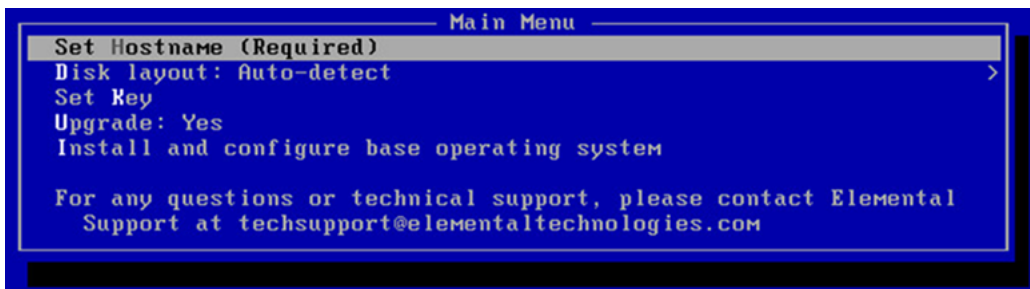 Main Menu
Set Hostname (Required)
Disk layout: Auto-detect >
Set Key
Upgrade: Yes
Install and configure base operating system
For any questions or technical support, please contact Elemental
Support at techsupport@elementaltechnologies.com